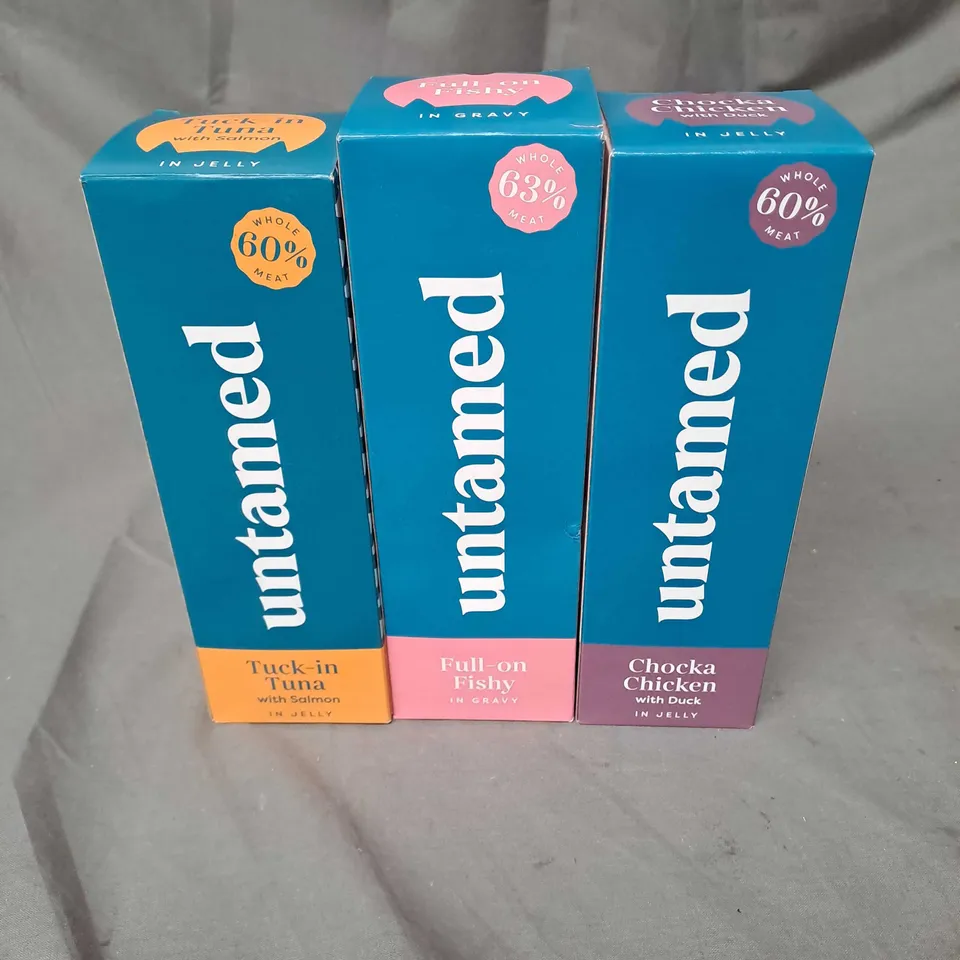 Tuck-in
Tuna
with Salmon
IN JELLY
WHOLE
60%
MEAT
untamed
Tuck-in
Tuna
with Salmon
IN JELLY
Full-on
Fishy
IN GRAVY
WHOLE
63%
MEAT
untamed
Full-on
Fishy
IN GRAVY
Chocka
Chicken
with Duck
IN JELLY
WHOLE
60%
MEAT
untamed
Chocka
Chicken
with Duck
IN JELLY